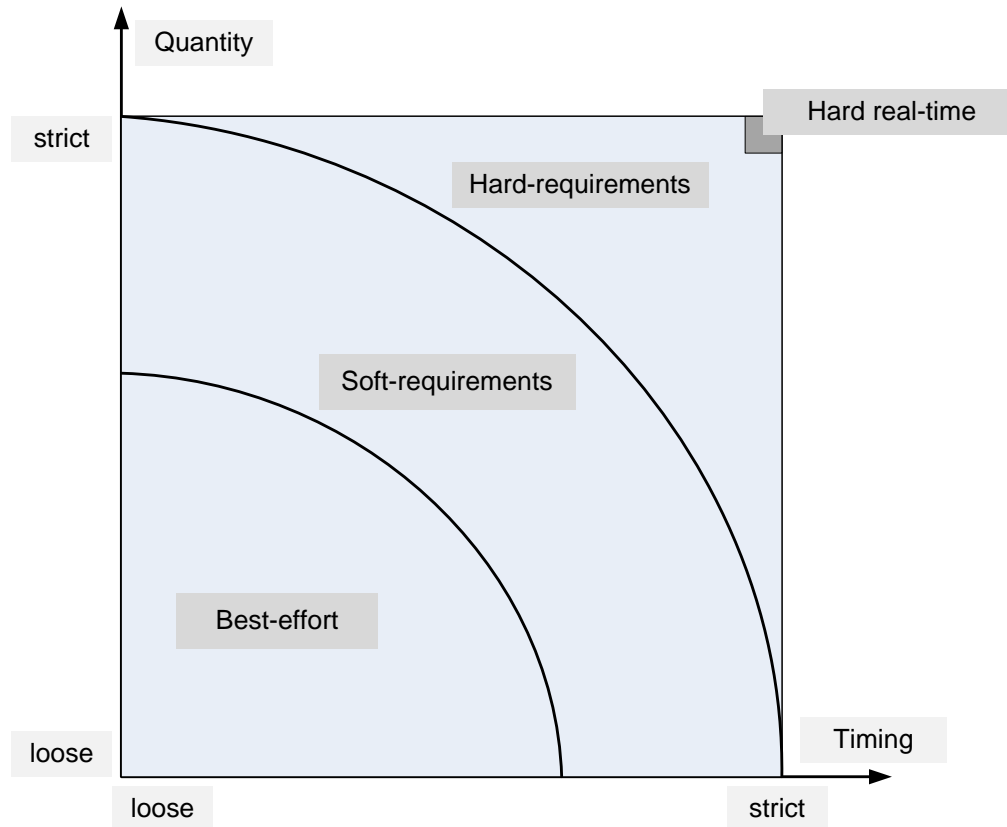 Quantity
Hard real-time
strict
Hard-requirements
Soft-requirements
Best-effort
Timing
loose
loose
strict